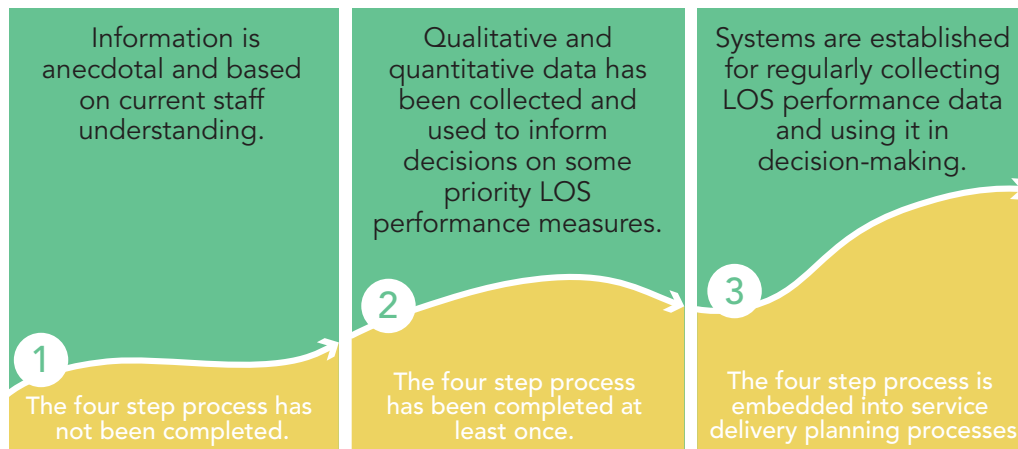 Information is
anecdotal and based
on current staff
understanding.
1
The four step process has
not been completed.
Qualitative and
quantitative data has
been collected and
used to inform
decisions on some
priority LOS
performance measures.
2
The four step process
has been completed at
least once.
Systems are established
for regularly collecting
LOS performance data
and using it in
decision-making.
3
The four step process is
embedded into service
delivery planning processes